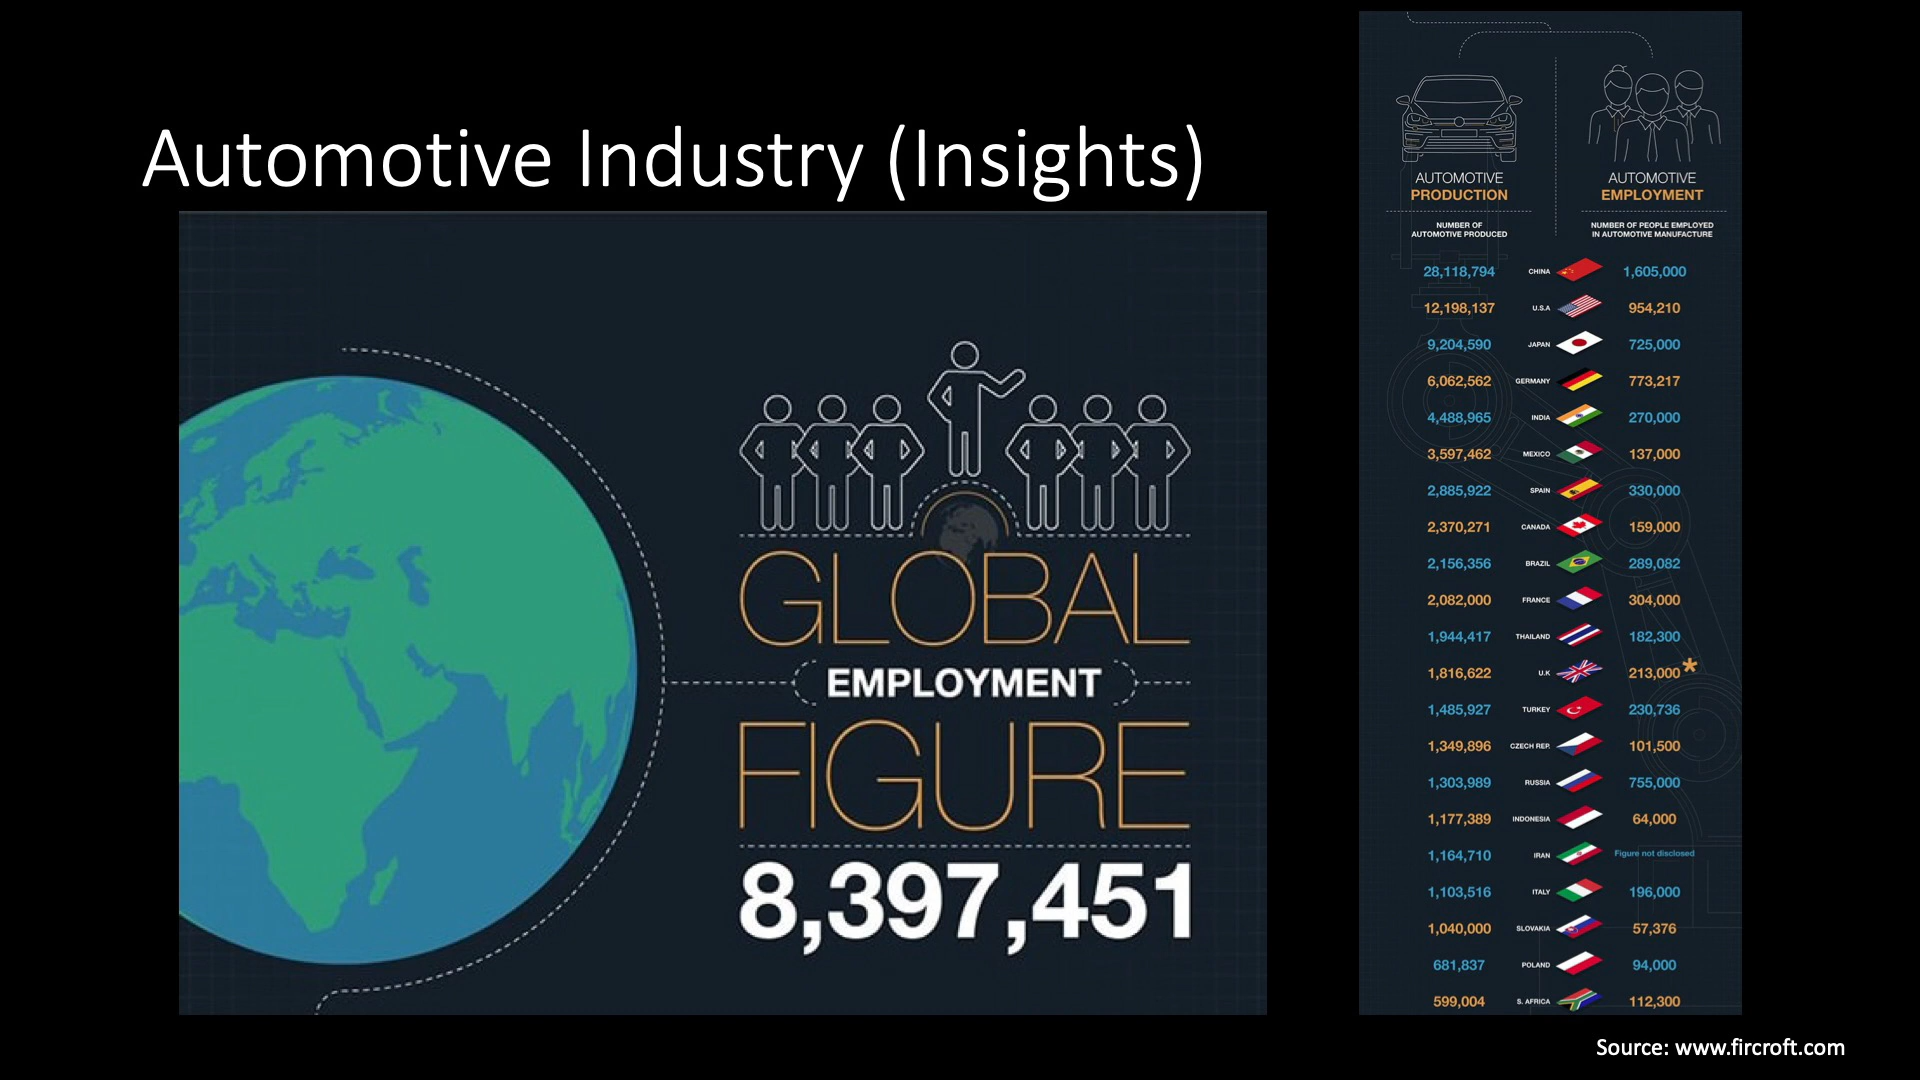 Automotive Industry (Insights)
GLOBAL
EMPLOYMENT
FIGURE
8,397,451
AUTOMOTIVE PRODUCTION
AUTOMOTIVE EMPLOYMENT
NUMBER OF AUTOMOTIVE PRODUCED
NUMBER OF PEOPLE EMPLOYED IN AUTOMOTIVE MANUFACTURE
28,118,794 CHINA 1,605,000
12,198,137 U.S.A 954,210
9,204,590 JAPAN 725,000
6,062,562 GERMANY 773,217
4,488,965 INDIA 270,000
3,597,462 MEXICO 137,000
2,885,922 SPAIN 330,000
2,370,271 CANADA 159,000
2,156,356 BRAZIL 289,082
2,082,000 FRANCE 304,000
1,944,417 THAILAND 182,300
1,816,622 U.K 213,000*
1,485,927 TURKEY 230,736
1,349,896 CZECH REP. 101,500
1,303,989 RUSSIA 755,000
1,177,389 INDONESIA 64,000
1,164,710 IRAN Figure not disclosed
1,103,516 ITALY 196,000
1,040,000 SLOVAKIA 57,376
681,837 POLAND 94,000
599,004 S. AFRICA 112,300
Source: www.fircroft.com